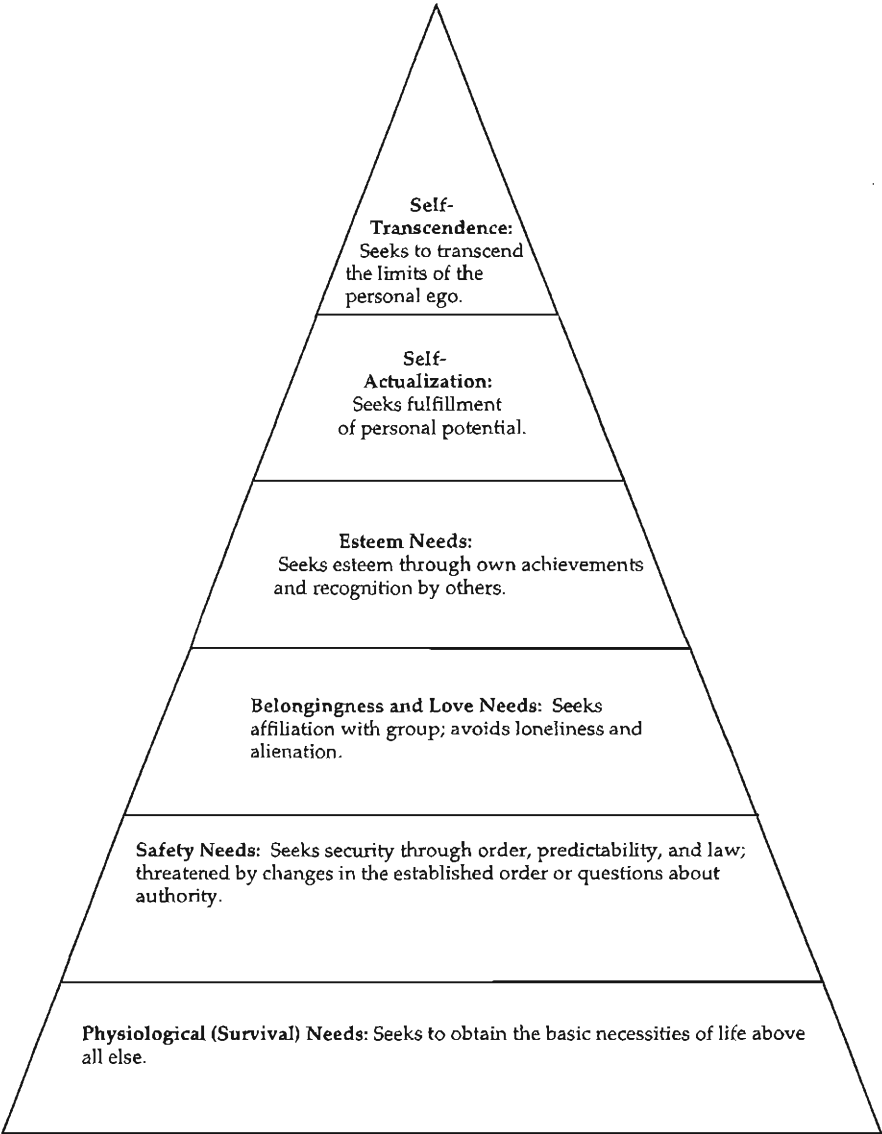 Self-
Transcendence:
Seeks to transcend
the limits of the
personal ego.
Self-
Actualization:
Seeks fulfillment
of personal potential.
Esteem Needs:
Seeks esteem through own achievements
and recognition by others.
Belongingness and Love Needs: Seeks
affiliation with group; avoids loneliness and
alienation.
Safety Needs: Seeks security through order, predictability, and law;
threatened by changes in the established order or questions about
authority.
Physiological (Survival) Needs: Seeks to obtain the basic necessities of life above
all else.